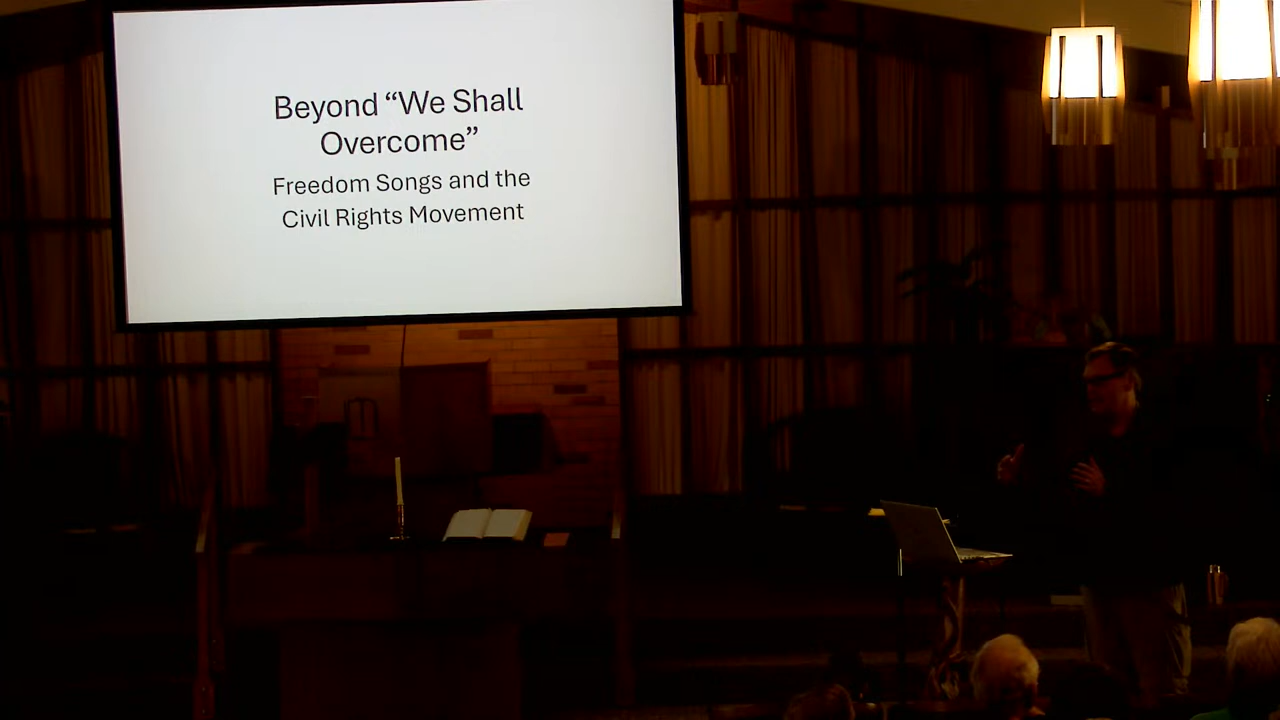 Beyond “We Shall
Overcome”
Freedom Songs and the
Civil Rights Movement